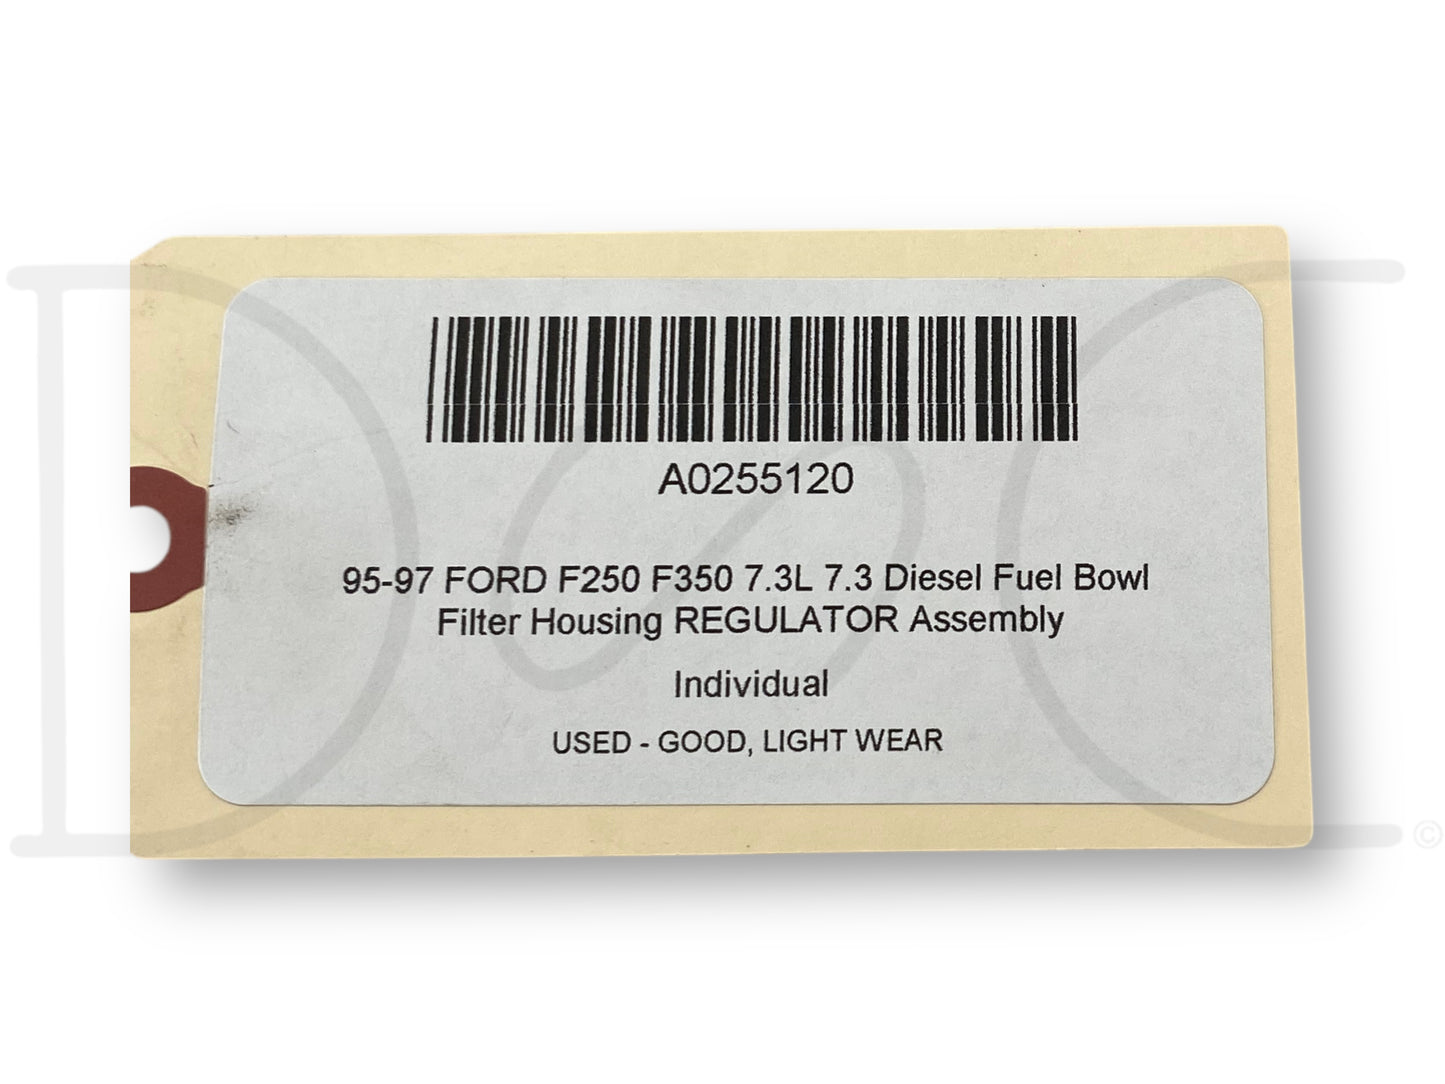 A0255120
95-97 FORD F250 F350 7.3L 7.3 Diesel Fuel Bowl
Filter Housing REGULATOR Assembly
Individual
USED - GOOD, LIGHT WEAR
©